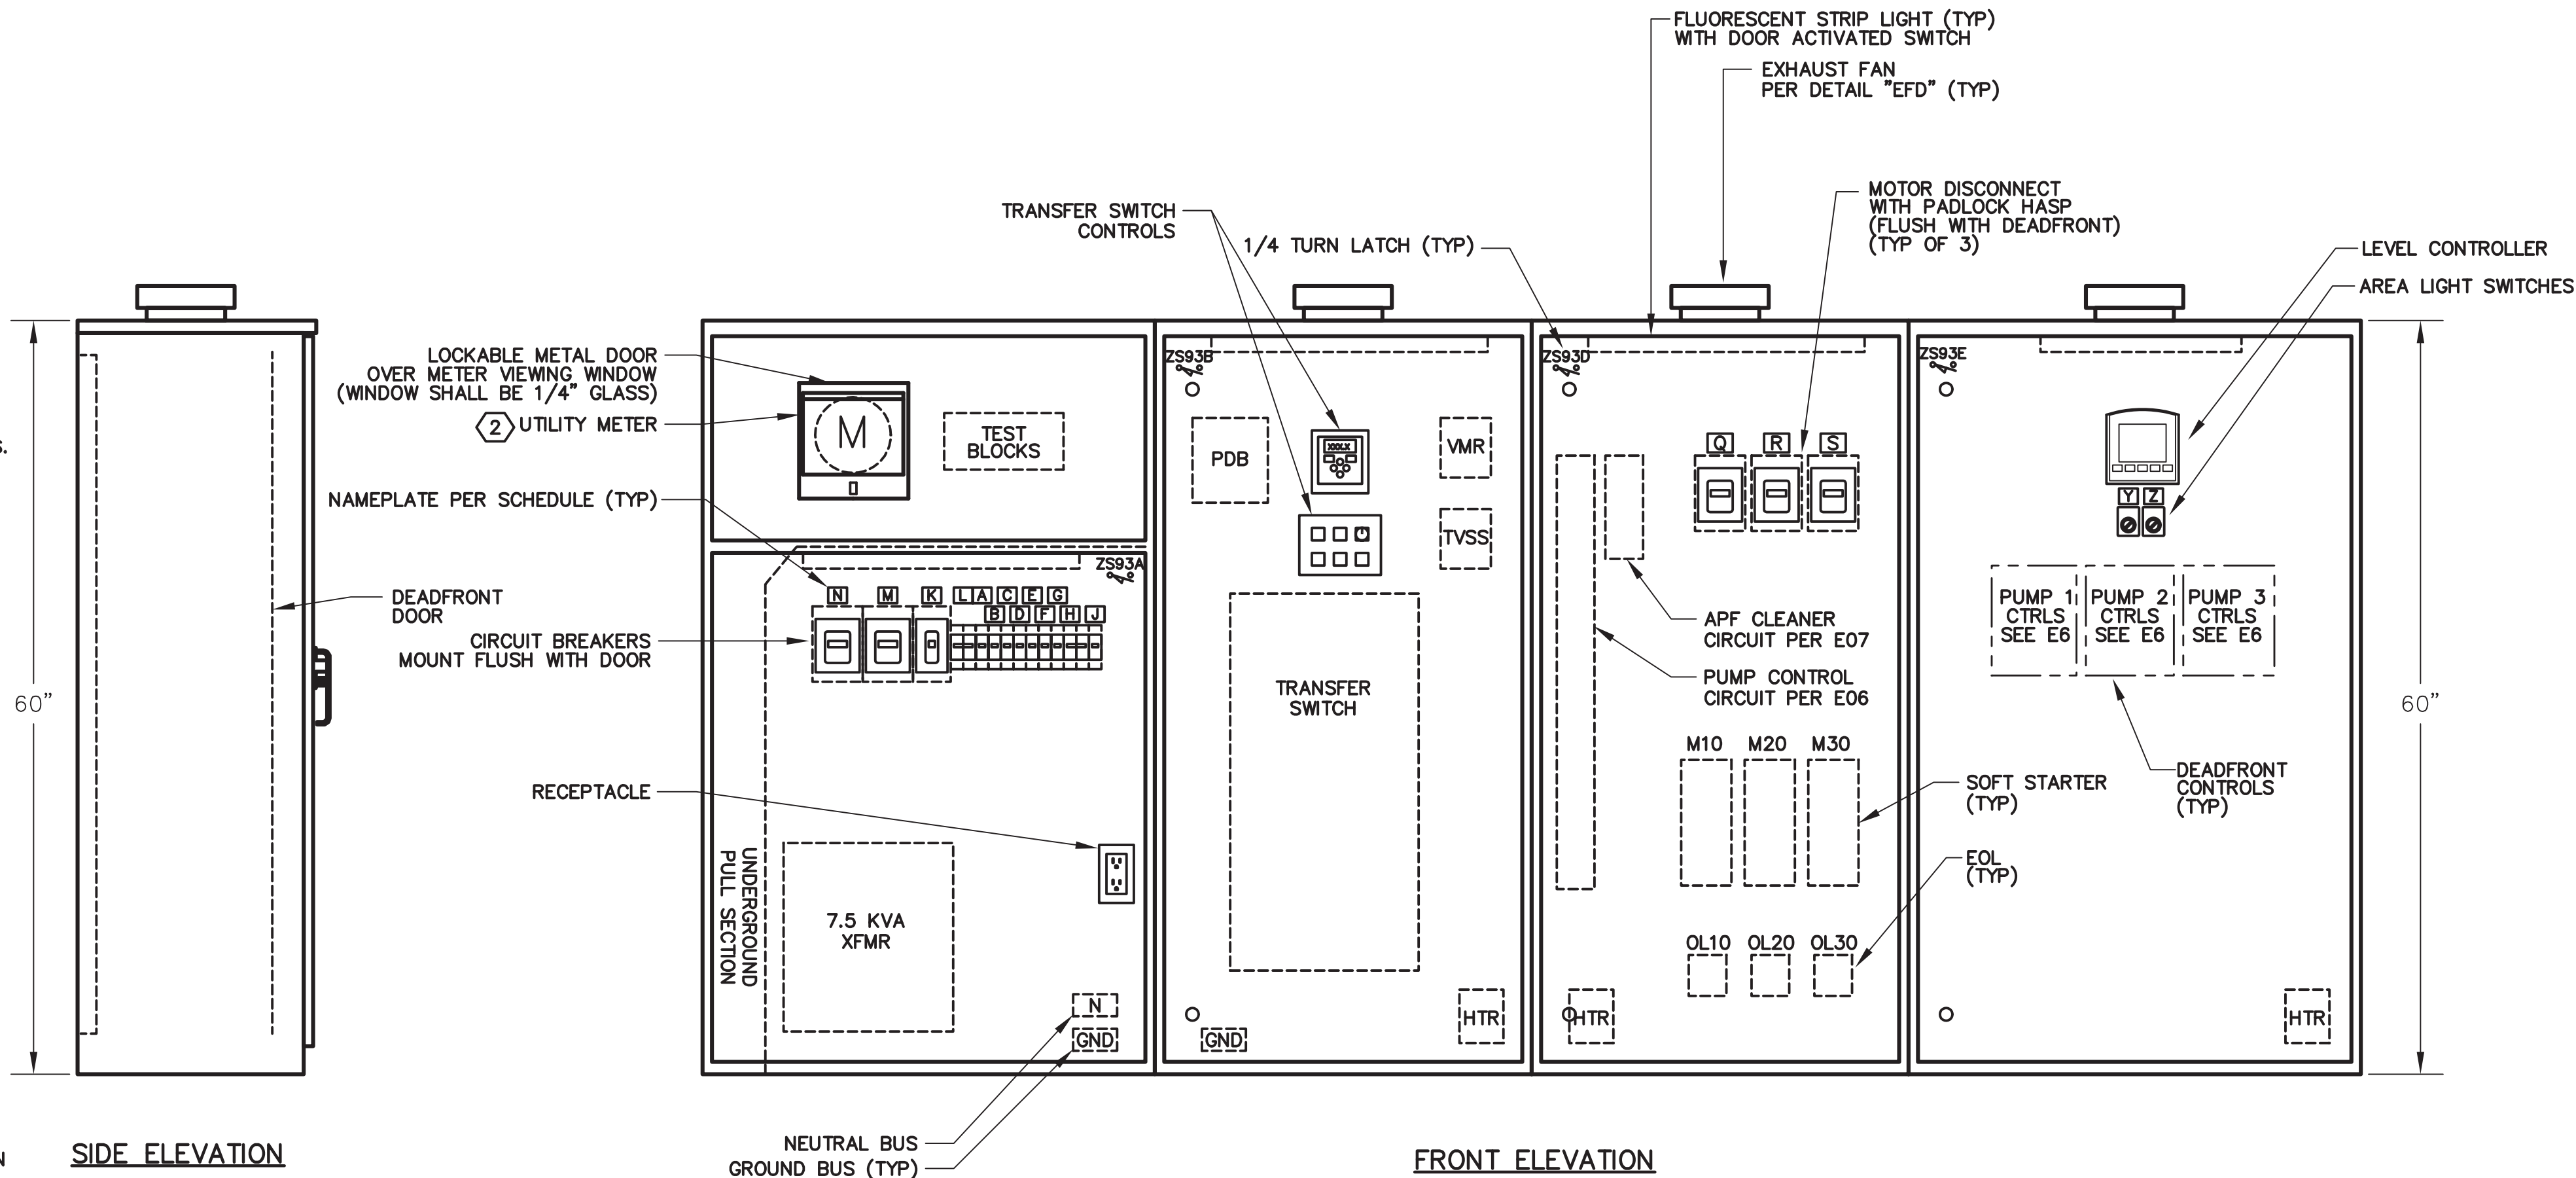 FLUORESCENT STRIP LIGHT (TYP)
WITH DOOR ACTIVATED SWITCH
EXHAUST FAN
PER DETAIL "EFD" (TYP)
MOTOR DISCONNECT
WITH PADLOCK HASP
(FLUSH WITH DEADFRONT)
(TYP OF 3)
TRANSFER SWITCH
CONTROLS
1/4 TURN LATCH (TYP)
LEVEL CONTROLLER
AREA LIGHT SWITCHES
LOCKABLE METAL DOOR
OVER METER VIEWING WINDOW
(WINDOW SHALL BE 1/4" GLASS)
2 UTILITY METER
S.
NAMEPLATE PER SCHEDULE (TYP)
DEADFRONT
DOOR
CIRCUIT BREAKERS
MOUNT FLUSH WITH DOOR
60"
RECEPTACLE
M
TEST
BLOCKS
ZS93A
N M K L A C E G
B D F H J
UNDERGROUND
PULL SECTION
7.5 KVA
XFMR
N
GND
ZS93B
PDB
XXX.X
VMR
TVSS
TRANSFER
SWITCH
GND
HTR
ZS93D
Q R S
APF CLEANER
CIRCUIT PER E07
PUMP CONTROL
CIRCUIT PER E06
M10 M20 M30
SOFT STARTER
(TYP)
EOL
(TYP)
OL10 OL20 OL30
HTR
ZS93E
Y Z
PUMP 1
CTRLS
SEE E6
PUMP 2
CTRLS
SEE E6
PUMP 3
CTRLS
SEE E6
DEADFRONT
CONTROLS
(TYP)
HTR
60"
NEUTRAL BUS
GROUND BUS (TYP)
N
SIDE ELEVATION
FRONT ELEVATION